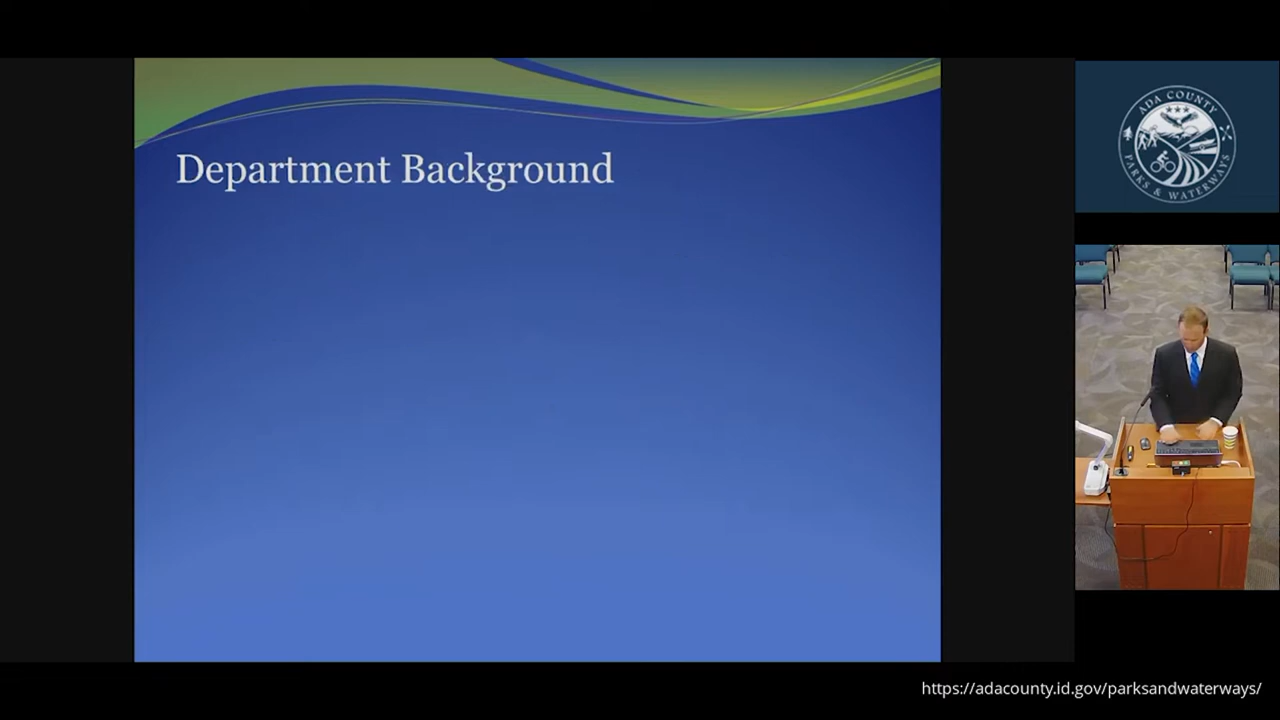 Department Background
ADA COUNTY
PARKS & WATERWAYS
https://adacounty.id.gov/parksandwaterways/